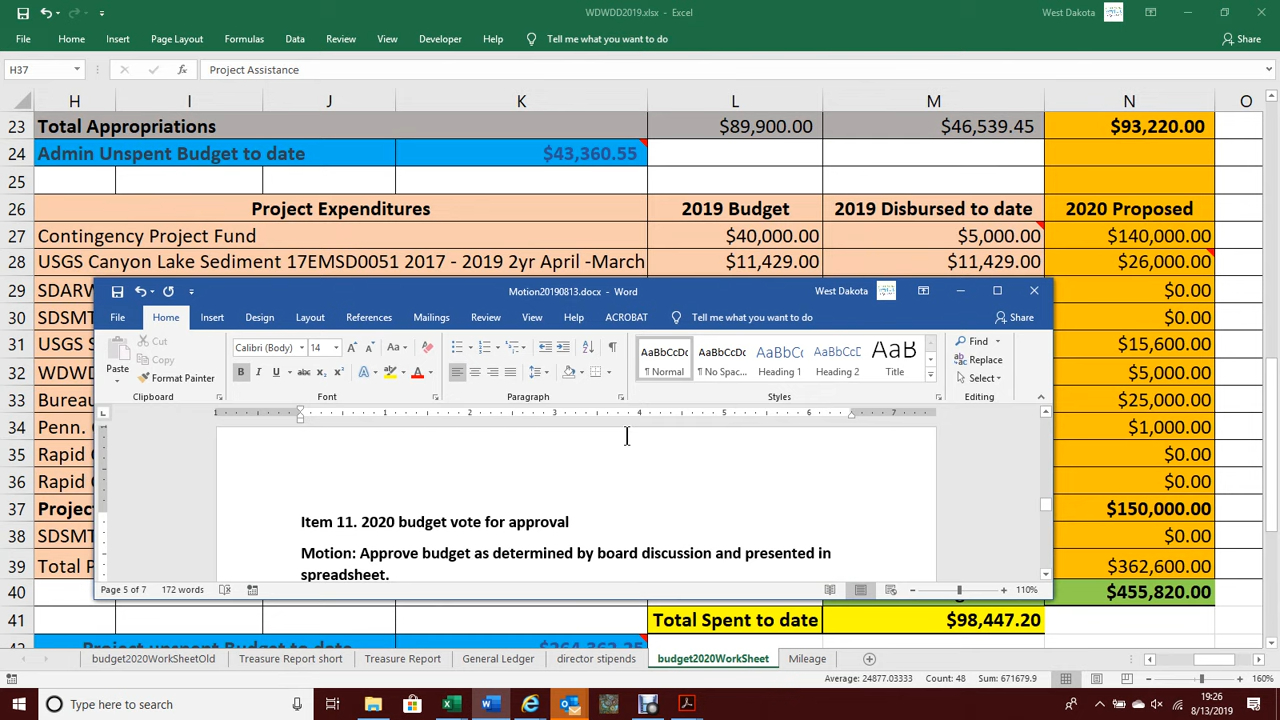 WDWDD2019.xlsx - Excel
West Dakota
File Home Insert Page Layout Formulas Data Review View Developer Help Tell me what you want to do Share
H37 fx Project Assistance
H I J K L M N O
23 Total Appropriations $89,900.00 $46,539.45 $93,220.00
24 Admin Unspent Budget to date $43,360.55
25
26 Project Expenditures 2019 Budget 2019 Disbursed to date 2020 Proposed
27 Contingency Project Fund $40,000.00 $5,000.00 $140,000.00
28 USGS Canyon Lake Sediment 17EMSD0051 2017 - 2019 2yr April -March $11,429.00 $11,429.00 $26,000.00
29 SDARW $0.00
30 SDSMT $0.00
31 USGS S $15,600.00
32 WDWD $5,000.00
33 Bureau $25,000.00
34 Penn. C $1,000.00
35 Rapid C $0.00
36 Rapid C $0.00
37 Project $150,000.00
38 SDSMT $0.00
39 Total P $362,600.00
40 $455,820.00
41 Total Spent to date $98,447.20
Motion20190813.docx - Word
West Dakota
File Home Insert Design Layout References Mailings Review View Help ACROBAT Tell me what you want to do Share
Paste Cut Copy Format Painter Clipboard
Calibri (Body) 14 Font
Paragraph
AaBbCcDc ¶ Normal AaBbCcDc ¶ No Spac... AaBbCc Heading 1 AaBbCcD Heading 2 AaB Title Styles
Find Replace Select Editing
1 1 2 3 4 5 6 7
Item 11. 2020 budget vote for approval
Motion: Approve budget as determined by board discussion and presented in
spreadsheet.
Page 5 of 7 172 words 110%
budget2020WorkSheetOld Treasure Report short Treasure Report General Ledger director stipends budget2020WorkSheet Mileage
Average: 24877.03333 Count: 48 Sum: 671679.9 160%
Type here to search
19:26
8/13/2019